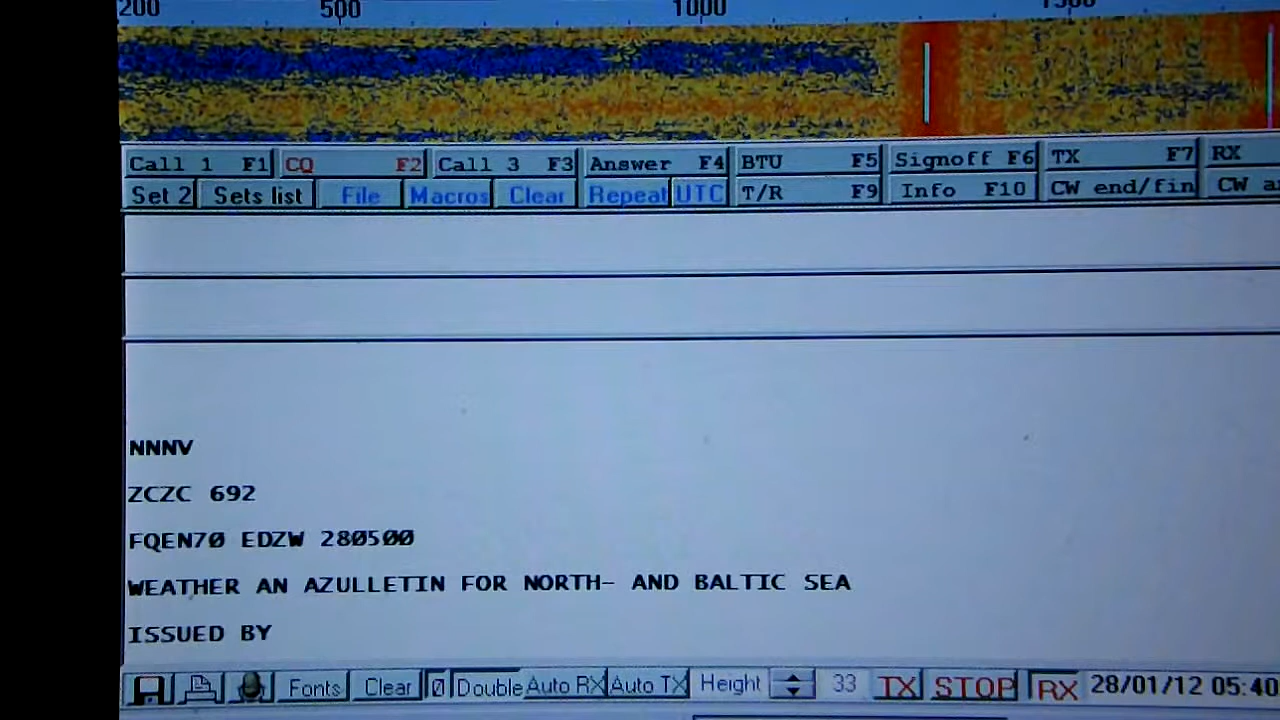 200 500 1000 1500
Call 1 F1 CQ F2 Call 3 F3 Answer F4 BTU F5 Signoff F6 TX F7 RX
Set 2 Sets list File Macros Clear Repeat UTC T/R F9 Info F10 CW end/fin CW a
NNNV
ZCZC 692
FQEN70 EDZW 280500
WEATHER AN AZULLETIN FOR NORTH- AND BALTIC SEA
ISSUED BY
Fonts Clear 0 Double Auto RX Auto TX Height 33 TX STOP RX 28/01/12 05:40